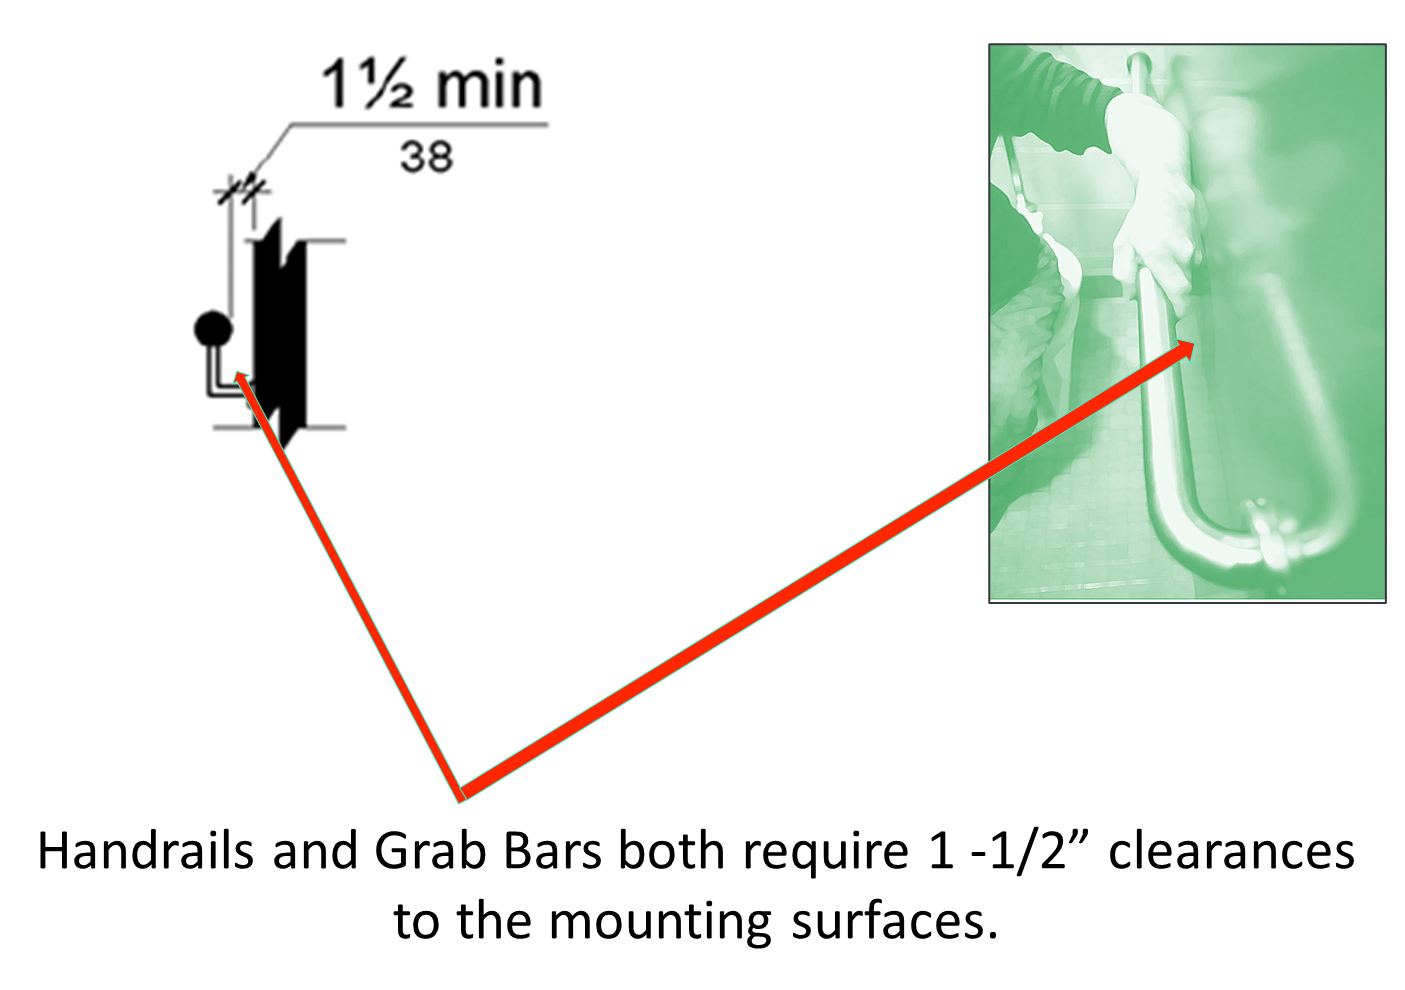 1½ min
38
Handrails and Grab Bars both require 1 -1/2” clearances
to the mounting surfaces.